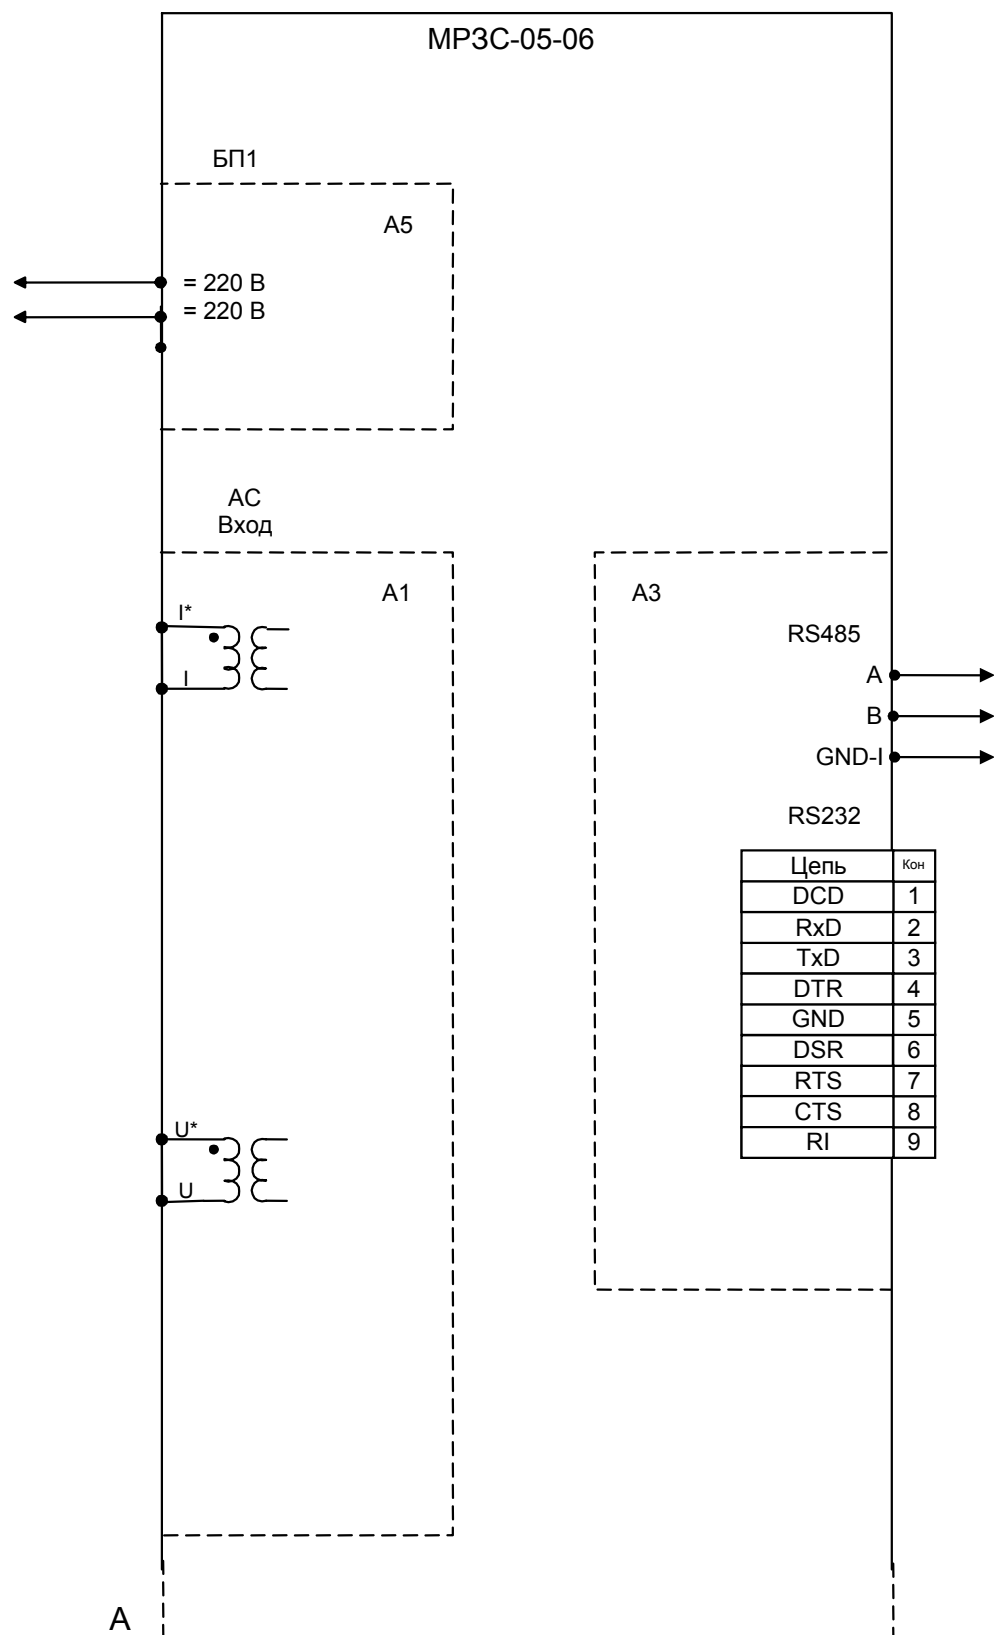 МРЗС-05-06
БП1
А5
= 220 В
= 220 В
АС
Вход
А1
I*
I
U*
U
А3
RS485
A
B
GND-I
RS232
Цепь Кон
DCD 1
RxD 2
TxD 3
DTR 4
GND 5
DSR 6
RTS 7
CTS 8
RI 9
А